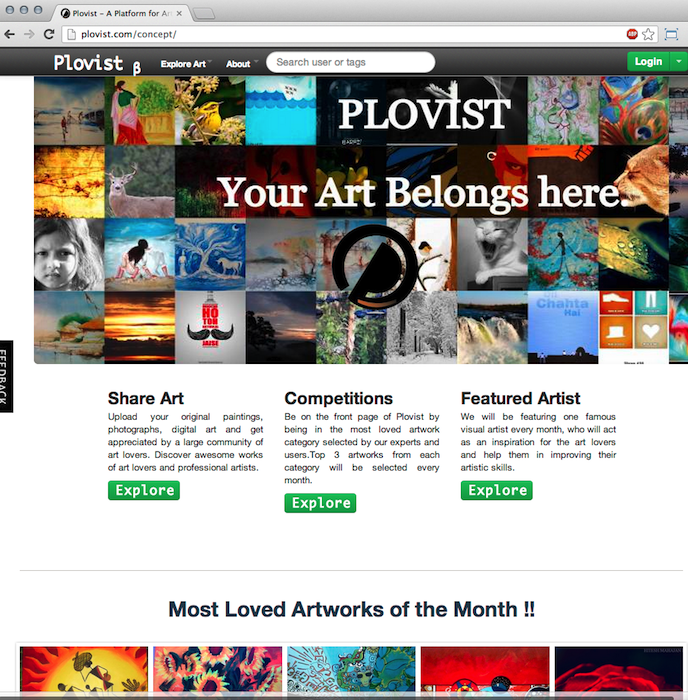 Plovist – A Platform for Ar
plovist.com/concept/
ABP
Plovist β
Explore Art
About
Search user or tags
Login
PLOVIST
Your Art Belongs here.
HO
TOH
JAISE
Chahta
Hai
FEEDBACK
Share Art
Upload your original paintings,
photographs, digital art and get
appreciated by a large community of
art lovers. Discover awesome works
of art lovers and professional artists.
Explore
Competitions
Be on the front page of Plovist by
being in the most loved artwork
category selected by our experts and
users.Top 3 artworks from each
category will be selected every
month.
Explore
Featured Artist
We will be featuring one famous
visual artist every month, who will act
as an inspiration for the art lovers
and help them in improving their
artistic skills.
Explore
Most Loved Artworks of the Month !!